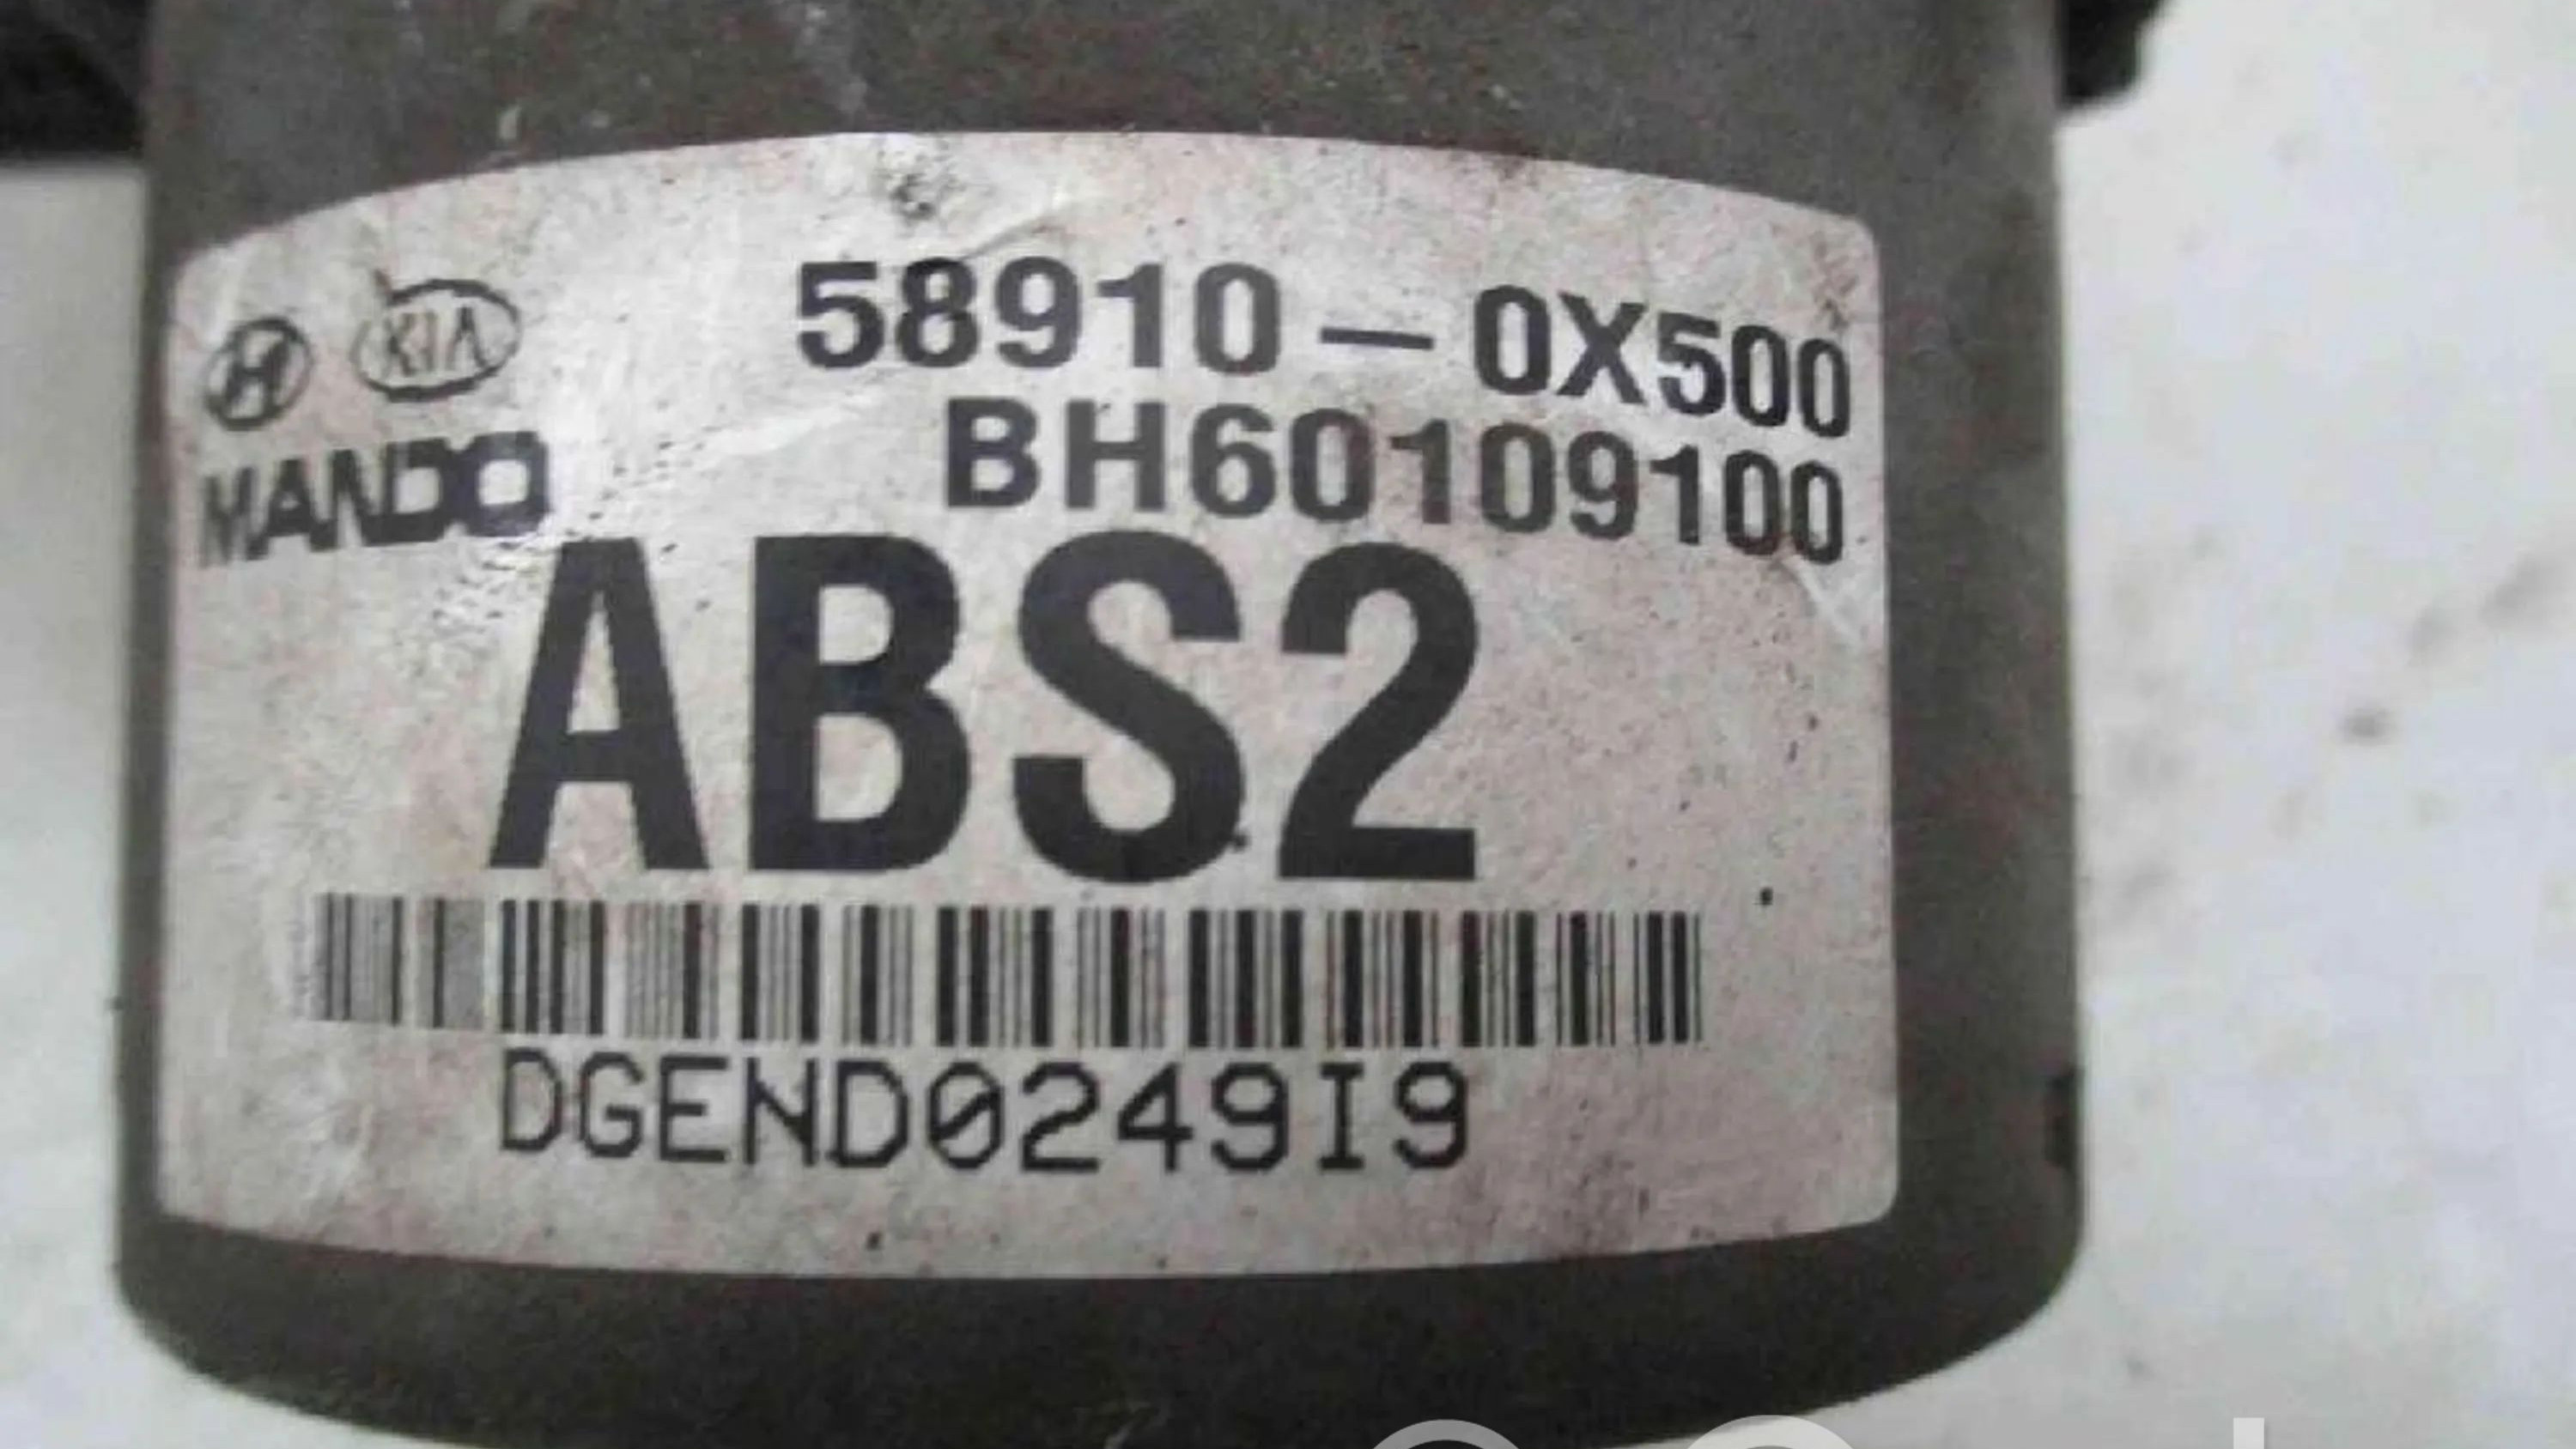 58910-0X500
KIA
BH60109100
MANDO
ABS2
DGEND0249I9